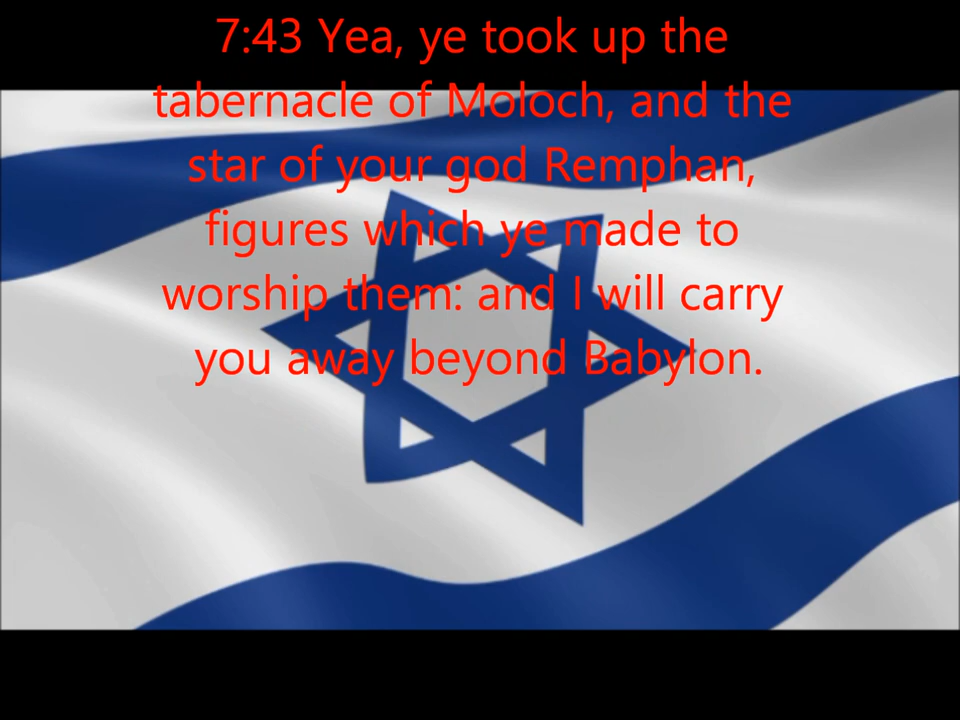 7:43 Yea, ye took up the
tabernacle of Moloch, and the
star of your god Remphan,
figures which ye made to
worship them: and I will carry
you away beyond Babylon.